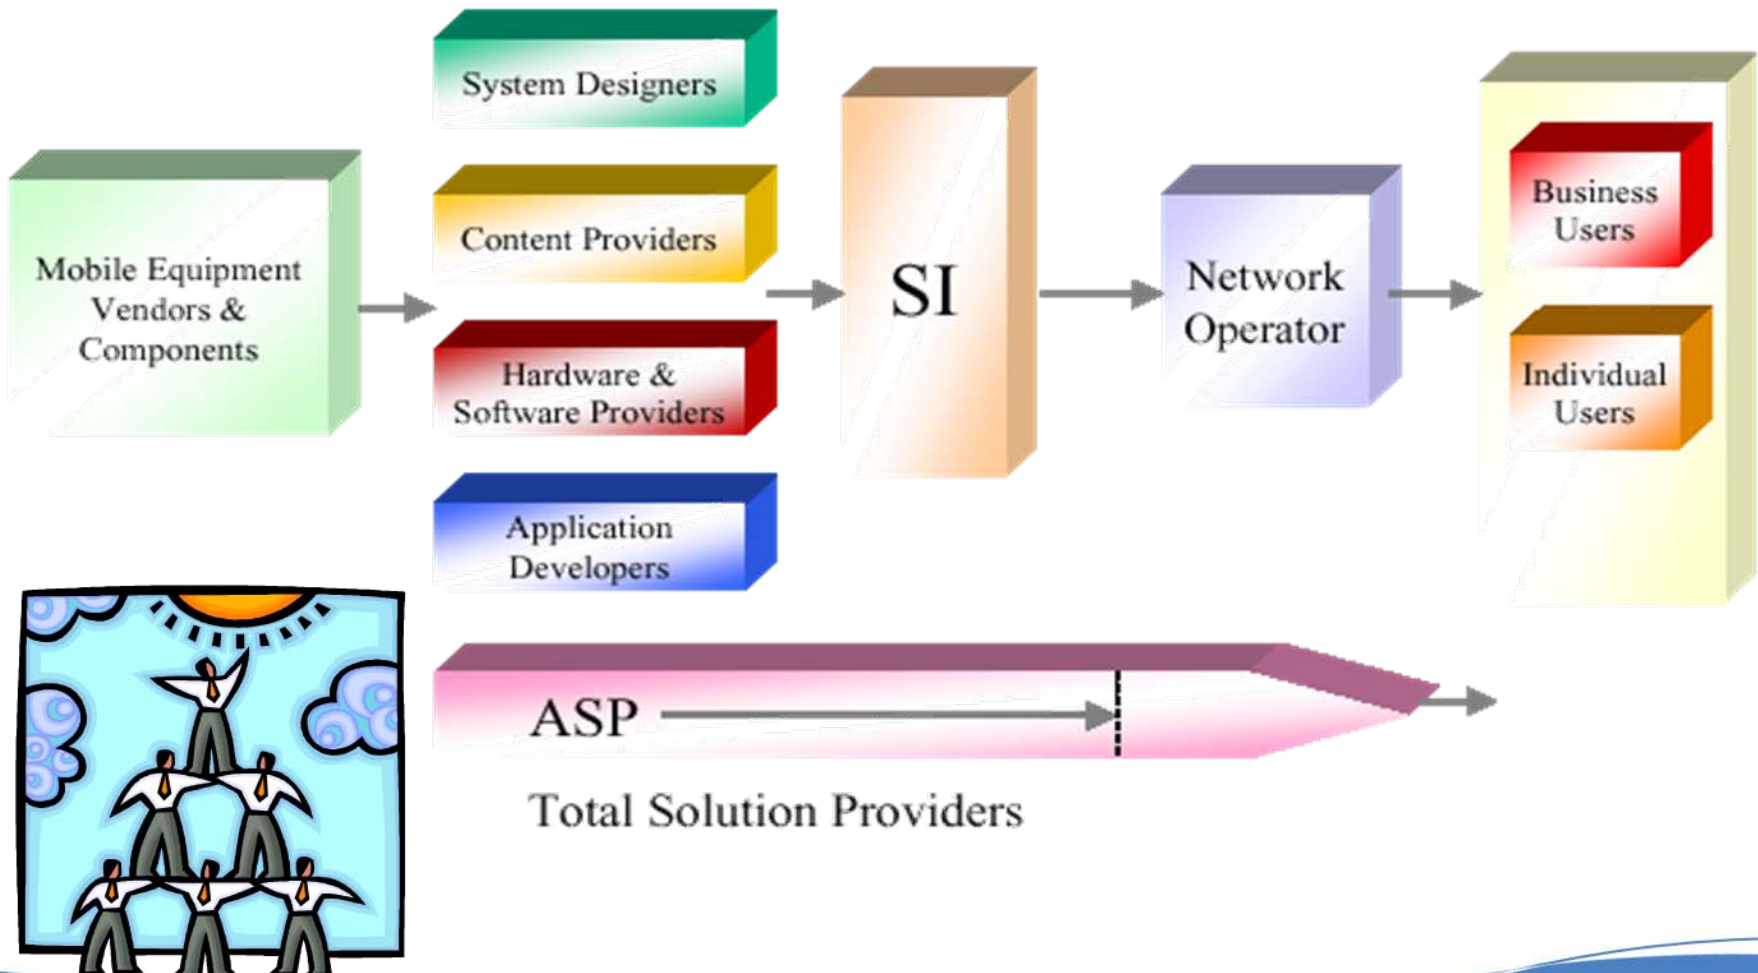 System Designers
Mobile Equipment
Vendors &
Components
Content Providers
Hardware &
Software Providers
Application
Developers
SI
Network
Operator
Business
Users
Individual
Users
ASP
Total Solution Providers